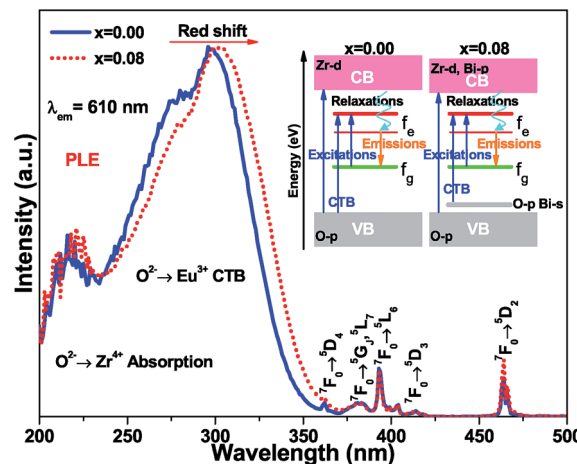 x=0.00
x=0.08
Red shift
λem = 610 nm
PLE
O²⁻→ Eu³⁺ CTB
O²⁻→Zr⁴⁺ Absorption
⁷F₀→⁵D₄
⁷F₀→⁵G_J,⁵L₇
⁷F₀→⁵L₆
⁷F₀→⁵D₃
⁷F₀→⁵D₂
x=0.00
x=0.08
Zr-d
CB
Relaxations
fₑ
Emissions
Excitations
f_g
CTB
VB
O-p
Zr-d, Bi-p
CB
Relaxations
fₑ
Emissions
Excitations
f_g
CTB
O-p Bi-s
VB
O-p
Energy (eV)
Intensity (a.u.)
200 250 300 350 400 450 500
Wavelength (nm)